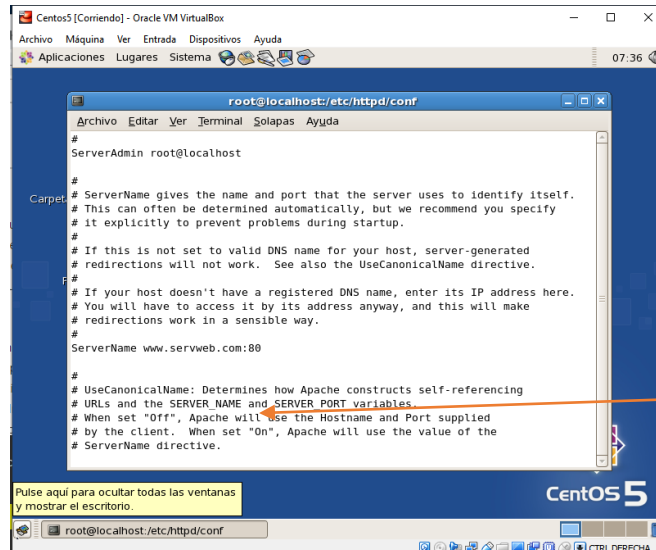 Centos5 [Corriendo] - Oracle VM VirtualBox
Archivo Máquina Ver Entrada Dispositivos Ayuda
Aplicaciones Lugares Sistema 07:36
root@localhost:/etc/httpd/conf
Archivo Editar Ver Terminal Solapas Ayuda
#
ServerAdmin root@localhost
#
# ServerName gives the name and port that the server uses to identify itself.
# This can often be determined automatically, but we recommend you specify
# it explicitly to prevent problems during startup.
#
# If this is not set to valid DNS name for your host, server-generated
# redirections will not work.  See also the UseCanonicalName directive.
#
# If your host doesn't have a registered DNS name, enter its IP address here.
# You will have to access it by its address anyway, and this will make
# redirections work in a sensible way.
#
ServerName www.servweb.com:80
#
# UseCanonicalName: Determines how Apache constructs self-referencing
# URLs and the SERVER_NAME and SERVER_PORT variables.
# When set "Off", Apache will use the Hostname and Port supplied
# by the client.  When set "On", Apache will use the value of the
# ServerName directive.
Carpet
Pulse aquí para ocultar todas las ventanas
y mostrar el escritorio.
CentOS 5
root@localhost:/etc/httpd/conf
CTRL DERECHA